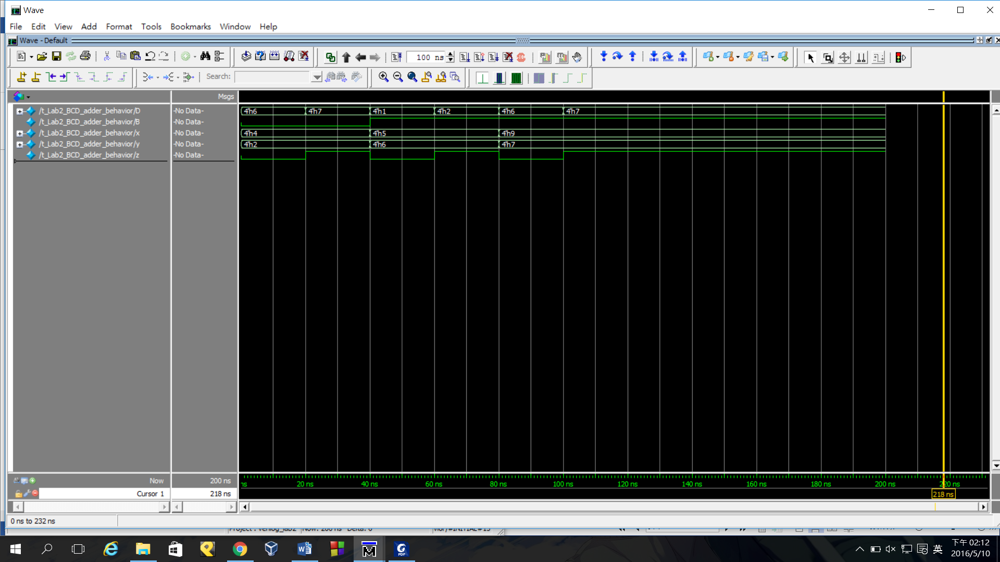 Wave
File Edit View Add Format Tools Bookmarks Window Help
Wave - Default
100 ns
Search:
Msgs
/t_Lab2_BCD_adder_behavior/D -No Data- 4'h6 4'h7 4'h1 4'h2 4'h6 4'h7
/t_Lab2_BCD_adder_behavior/B -No Data-
/t_Lab2_BCD_adder_behavior/x -No Data- 4'h4 4'h5 4'h9
/t_Lab2_BCD_adder_behavior/y -No Data- 4'h2 4'h6 4'h7
/t_Lab2_BCD_adder_behavior/z -No Data-
Now 200 ns
ns 20 ns 40 ns 60 ns 80 ns 100 ns 120 ns 140 ns 160 ns 180 ns 200 ns 220 ns
Cursor 1 218 ns 218 ns
0 ns to 232 ns
Project : verilog_lab2 Now: 200 ns Delta: 0
英 下午 02:12
2016/5/10